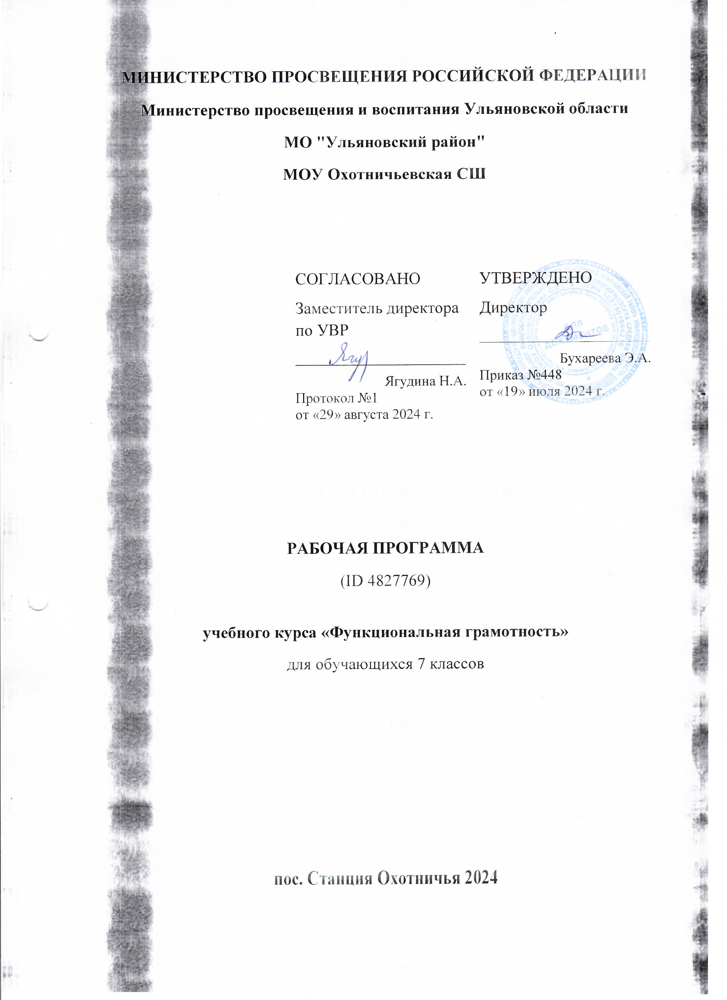 МИНИСТЕРСТВО ПРОСВЕЩЕНИЯ РОССИЙСКОЙ ФЕДЕРАЦИИ
Министерство просвещения и воспитания Ульяновской области
МО "Ульяновский район"
МОУ Охотничьевская СШ
СОГЛАСОВАНО
Заместитель директора
по УВР
Ягудина Н.А.
Протокол №1
от «29» августа 2024 г.
УТВЕРЖДЕНО
Директор
ДЛЯ
ДОКУМЕНТОВ
Бухареева Э.А.
Приказ №448
от «19» июля 2024 г.
РАБОЧАЯ ПРОГРАММА
(ID 4827769)
учебного курса «Функциональная грамотность»
для обучающихся 7 классов
пос. Станция Охотничья 2024